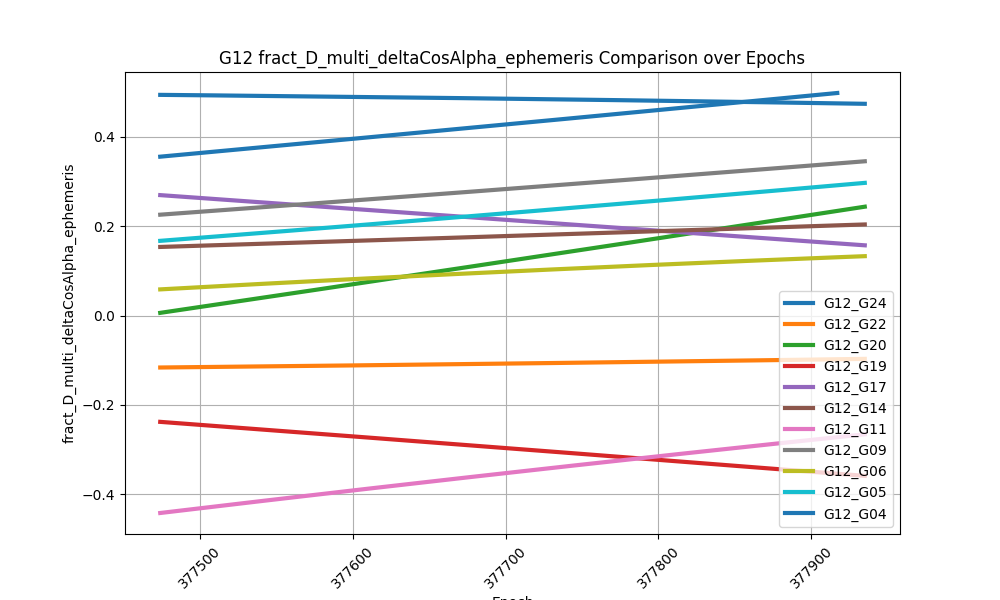 G12 fract_D_multi_deltaCosAlpha_ephemeris Comparison over Epochs
fract_D_multi_deltaCosAlpha_ephemeris
0.4
0.2
0.0
−0.2
−0.4
G12_G24
G12_G22
G12_G20
G12_G19
G12_G17
G12_G14
G12_G11
G12_G09
G12_G06
G12_G05
G12_G04
377500
377600
377700
377800
377900
Epoch